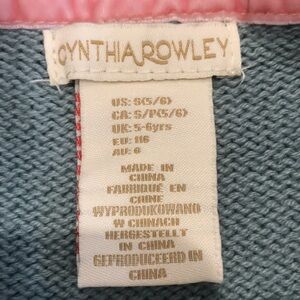 CYNTHIA ROWLEY
US: S(5/6)
CA: S/P(5/6)
UK: 5-6yrs
EU: 116
AU: 6
MADE IN
CHINA
FABRIQUÉ EN
CHINE
WYPRODUKOWANO
W CHINACH
HERGESTELLT
IN CHINA
GEPRODUCEERD IN
CHINA